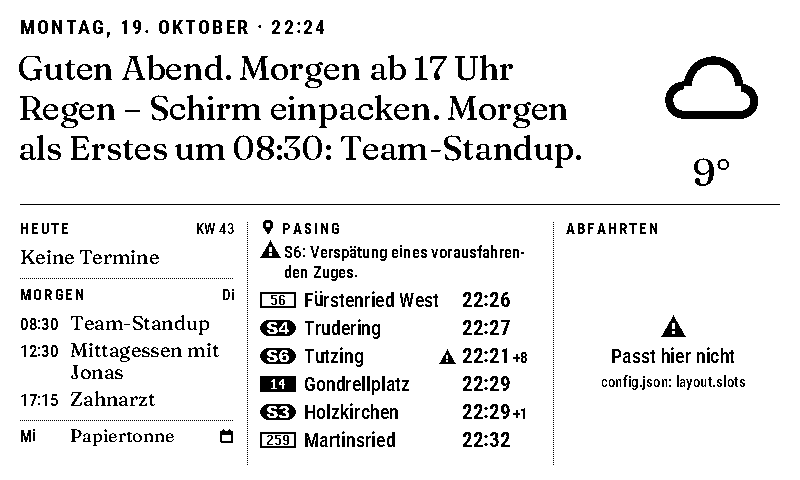 MONTAG, 19. OKTOBER · 22:24
Guten Abend. Morgen ab 17 Uhr
Regen – Schirm einpacken. Morgen
als Erstes um 08:30: Team-Standup.
9°
HEUTE KW 43
Keine Termine
MORGEN Di
08:30 Team-Standup
12:30 Mittagessen mit
Jonas
17:15 Zahnarzt
Mi Papiertonne
PASING
S6: Verspätung eines vorausfahren-
den Zuges.
56 Fürstenried West 22:26
S4 Trudering 22:27
S6 Tutzing 22:21 +8
14 Gondrellplatz 22:29
S3 Holzkirchen 22:29 +1
259 Martinsried 22:32
ABFAHRTEN
Passt hier nicht
config.json: layout.slots